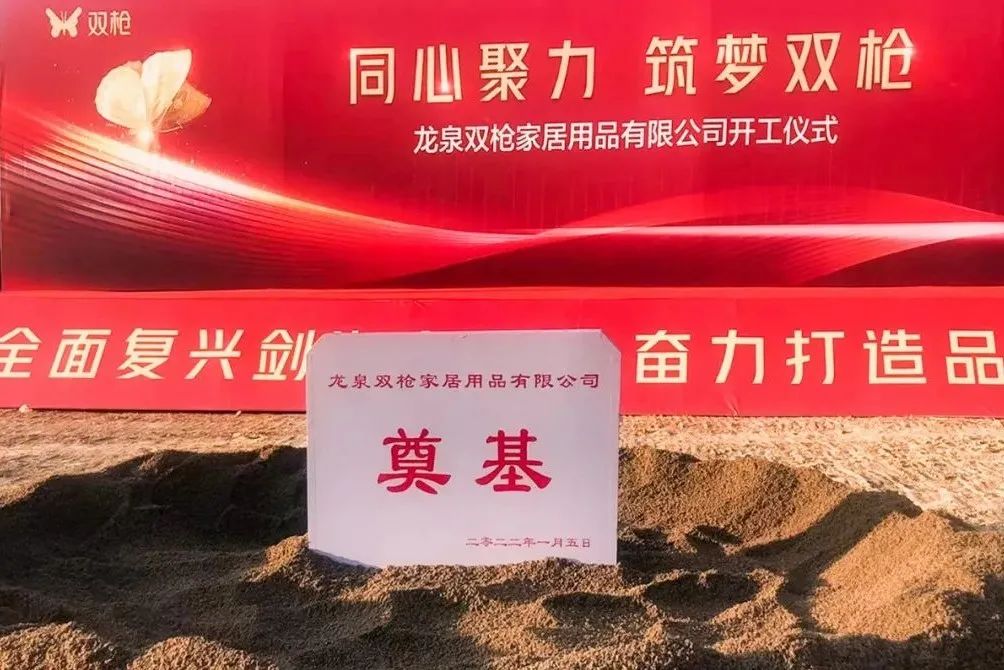 双枪
同心聚力 筑梦双枪
龙泉双枪家居用品有限公司开工仪式
全面复兴剑
奋力打造品
龙泉双枪家居用品有限公司
奠基
二零二二年一月五日